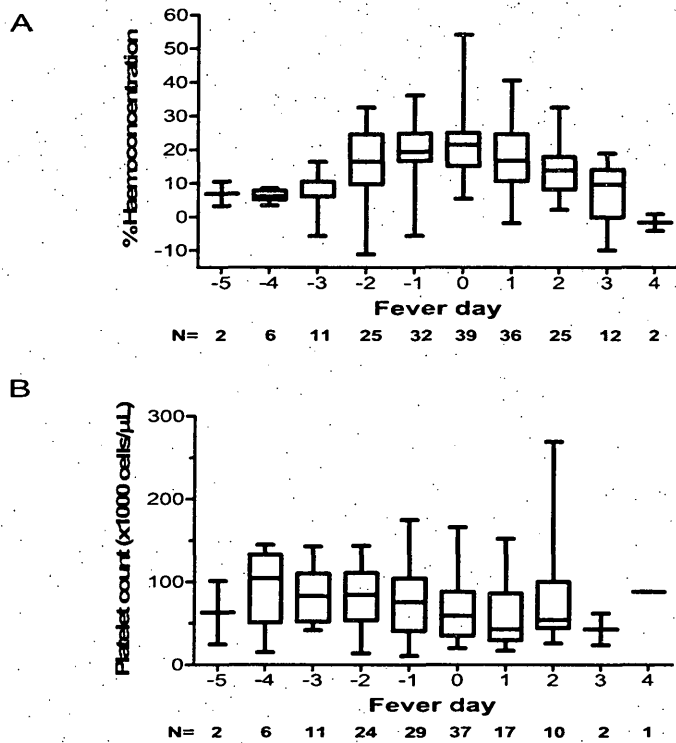 A
%Haemoconcentration
60
50
40
30
20
10
0
-10
-5 -4 -3 -2 -1 0 1 2 3 4
Fever day
N= 2 6 11 25 32 39 36 25 12 2
B
Platelet count (x1000 cells/µL)
300
200
100
0
-5 -4 -3 -2 -1 0 1 2 3 4
Fever day
N= 2 6 11 24 29 37 17 10 2 1